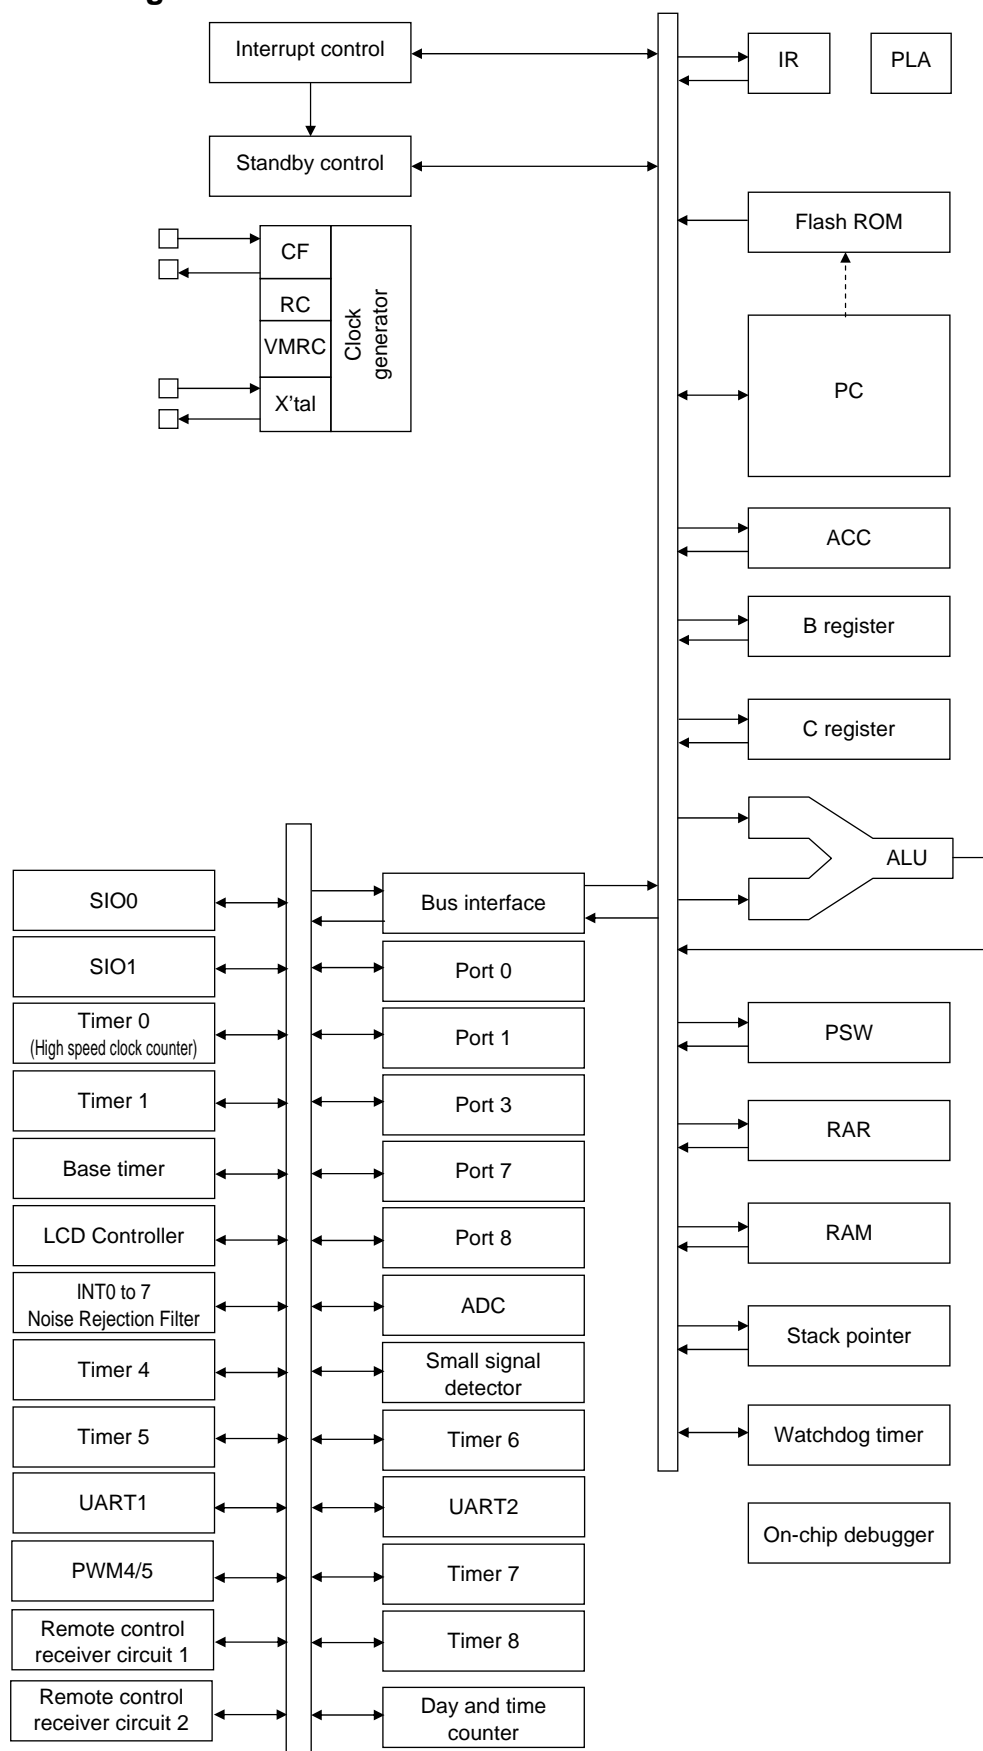 Interrupt control
IR
PLA
Standby control
Flash ROM
CF
RC
VMRC
X'tal
Clock
generator
PC
ACC
B register
C register
ALU
SIO0
Bus interface
SIO1
Port 0
Timer 0
(High speed clock counter)
Port 1
PSW
Timer 1
Port 3
RAR
Base timer
Port 7
LCD Controller
Port 8
RAM
INT0 to 7
Noise Rejection Filter
ADC
Stack pointer
Timer 4
Small signal
detector
Timer 5
Timer 6
Watchdog timer
UART1
UART2
On-chip debugger
PWM4/5
Timer 7
Remote control
receiver circuit 1
Timer 8
Remote control
receiver circuit 2
Day and time
counter